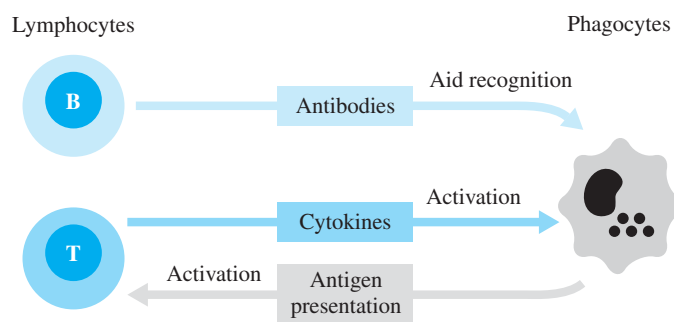 Lymphocytes
Phagocytes
B
Antibodies
Aid recognition
T
Cytokines
Activation
Activation
Antigen
presentation